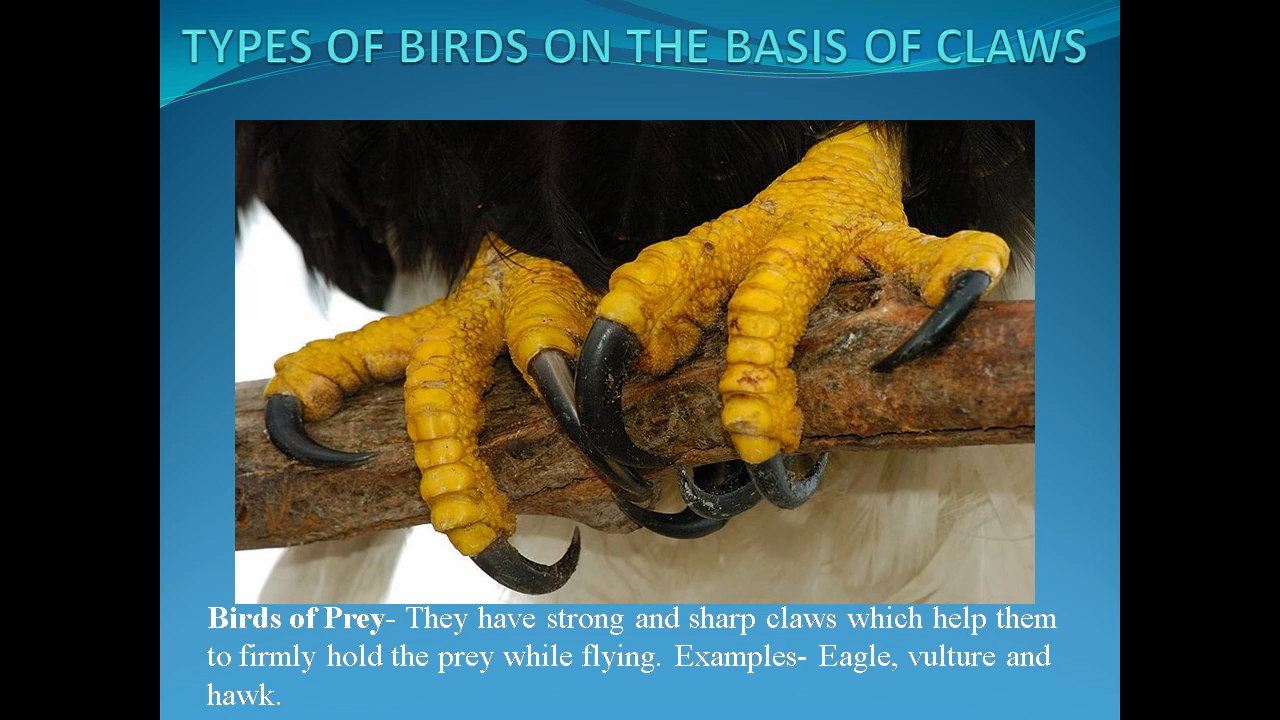 TYPES OF BIRDS ON THE BASIS OF CLAWS
Birds of Prey- They have strong and sharp claws which help them
to firmly hold the prey while flying. Examples- Eagle, vulture and
hawk.